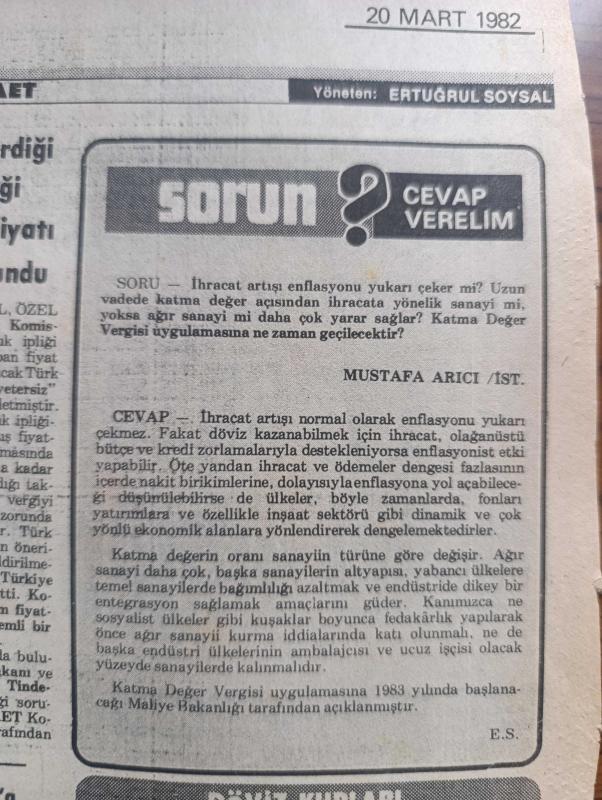 20 MART 1982
AET
Yöneten: ERTUĞRUL SOYSAL
rdiği
ği
iyatı
undu
L, ÖZEL
Komis-
uk ipliği
ban fiyat
cak Türk
yetersiz”
letmiştir.
k ipliği-
ış fiyat-
masında
a kadar
dığı tak-
vergiyi
zorunda
r. Türk
n öneri-
ldirilme-
Türkiye
tti. Ko-
m fiyat-
emli bir
la bulu-
akanı ve
Tinde-
ği soru-
ET Ko-
rafından
sorun ? CEVAP
VERELİM
SORU — İhracat artışı enflasyonu yukarı çeker mi? Uzun
vadede katma değer açısından ihracata yönelik sanayi mi,
yoksa ağır sanayi mi daha çok yarar sağlar? Katma Değer
Vergisi uygulamasına ne zaman geçilecektir?
MUSTAFA ARICI /İST.
CEVAP — İhracat artışı normal olarak enflasyonu yukarı
çekmez. Fakat döviz kazanabilmek için ihracat, olağanüstü
bütçe ve kredi zorlamalarıyla destekleniyorsa enflasyonist etki
yapabilir. Öte yandan ihracat ve ödemeler dengesi fazlasının
içerde nakit birikimlerine, dolayısıyla enflasyona yol açabilece-
ği düşünülebilirse de ülkeler, böyle zamanlarda, fonları
yatırımlara ve özellikle inşaat sektörü gibi dinamik ve çok
yönlü ekonomik alanlara yönlendirerek dengelemektedirler.
Katma değerin oranı sanayiin türüne göre değişir. Ağır
sanayi daha çok, başka sanayilerin altyapısı, yabancı ülkelere
temel sanayilerde bağımlılığı azaltmak ve endüstride dikey bir
entegrasyon sağlamak amaçlarını güder. Kanımızca ne
sosyalist ülkeler gibi kuşaklar boyunca fedakârlık yapılarak
önce ağır sanayii kurma iddialarında katı olunmalı, ne de
başka endüstri ülkelerinin ambalajcısı ve ucuz işçisi olacak
yüzeyde sanayilerde kalınmalıdır.
Katma Değer Vergisi uygulamasına 1983 yılında başlana-
cağı Maliye Bakanlığı tarafından açıklanmıştır.
E.S.
DÖVİZ KURLARI